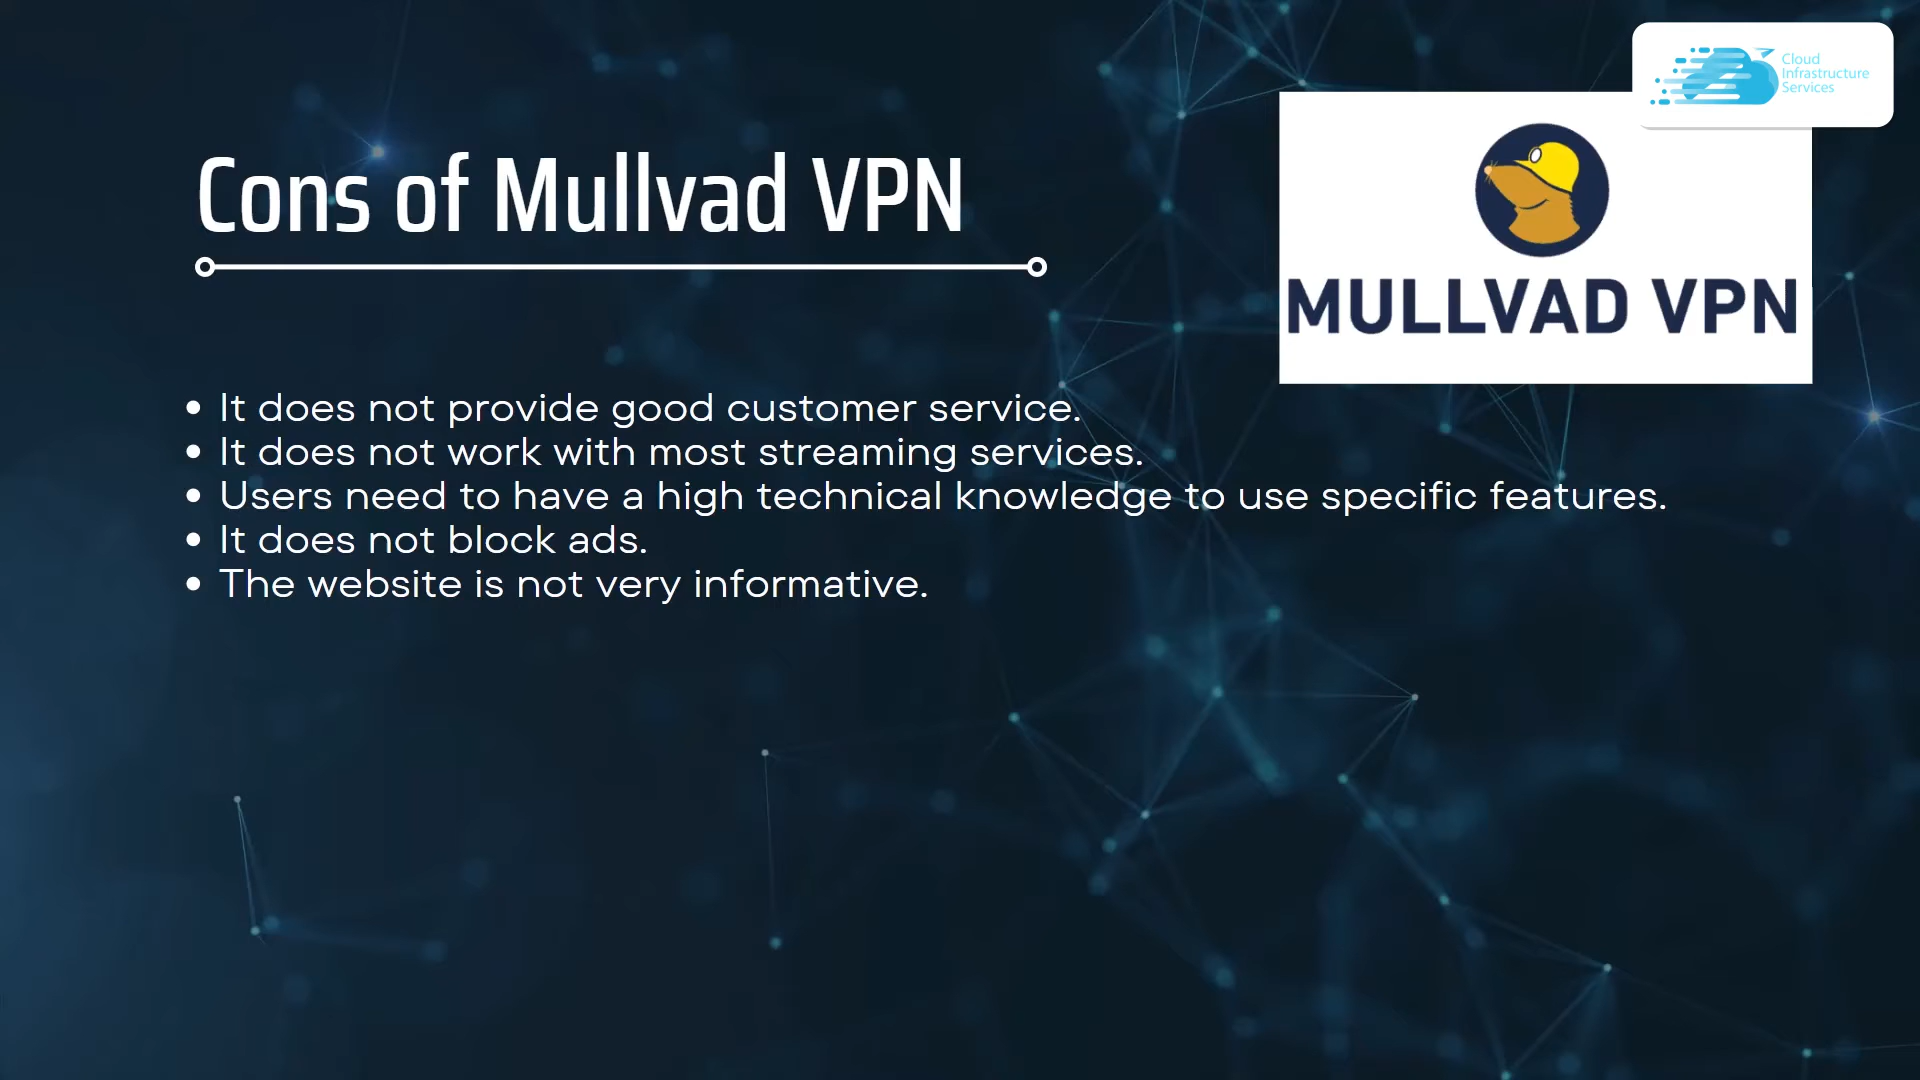 Cloud
Infrastructure
Services
Cons of Mullvad VPN
MULLVAD VPN
• It does not provide good customer service.
• It does not work with most streaming services.
• Users need to have a high technical knowledge to use specific features.
• It does not block ads.
• The website is not very informative.